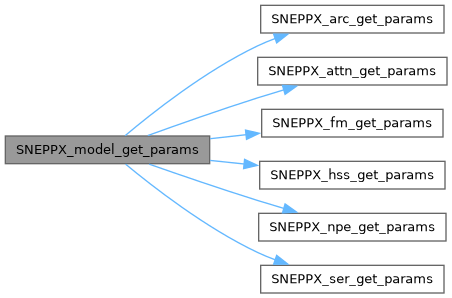 SNEPPX_model_get_params
SNEPPX_arc_get_params
SNEPPX_attn_get_params
SNEPPX_fm_get_params
SNEPPX_hss_get_params
SNEPPX_npe_get_params
SNEPPX_ser_get_params